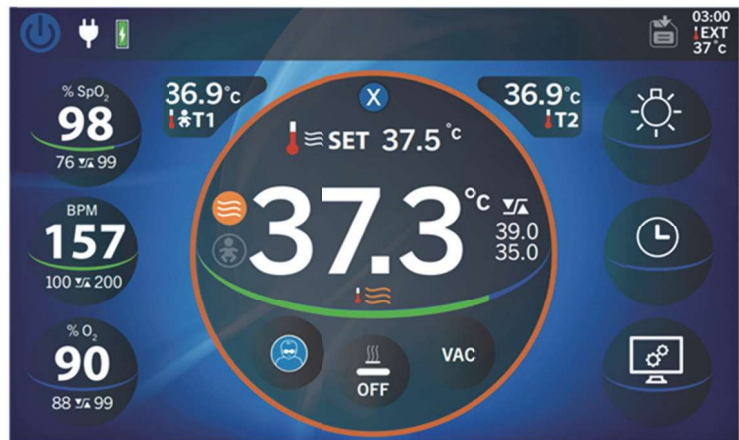 03:00
EXT
37°c
% SpO₂
98
76 99
36.9°c
T1
X
36.9°c
T2
SET 37.5°c
37.3°c
39.0
35.0
BPM
157
100 200
% O₂
90
88 99
OFF
VAC